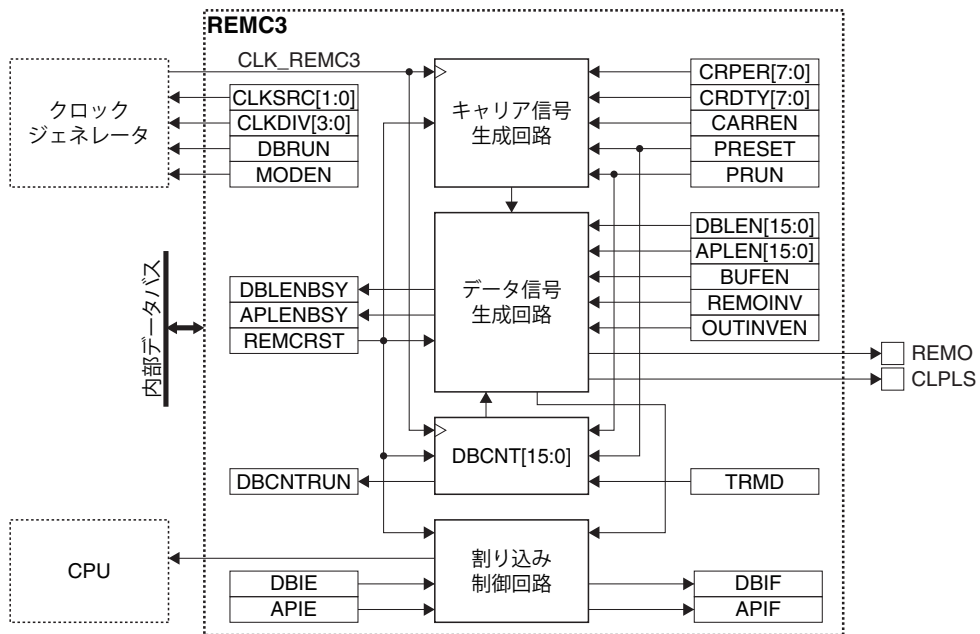 REMC3
CLK_REMC3
クロック
ジェネレータ
CLKSRC[1:0]
CLKDIV[3:0]
DBRUN
MODEN
キャリア信号
生成回路
CRPER[7:0]
CRDTY[7:0]
CARREN
PRESET
PRUN
内部データバス
DBLENBSY
APLENBSY
REMCRST
データ信号
生成回路
DBLEN[15:0]
APLEN[15:0]
BUFEN
REMOINV
OUTINVEN
REMO
CLPLS
DBCNTRUN
DBCNT[15:0]
TRMD
CPU
DBIE
APIE
割り込み
制御回路
DBIF
APIF